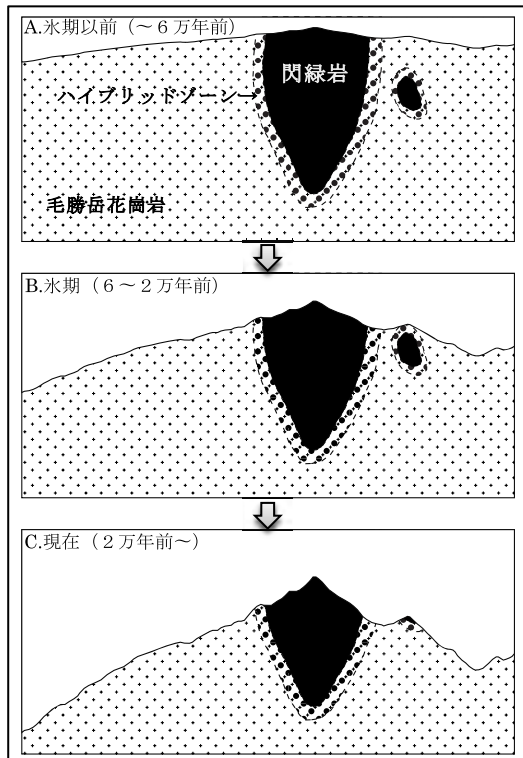 A.氷期以前（～６万年前）
閃緑岩
ハイブリッドゾーン→
毛勝岳花崗岩
B.氷期（６～２万年前）
C.現在（２万年前～）